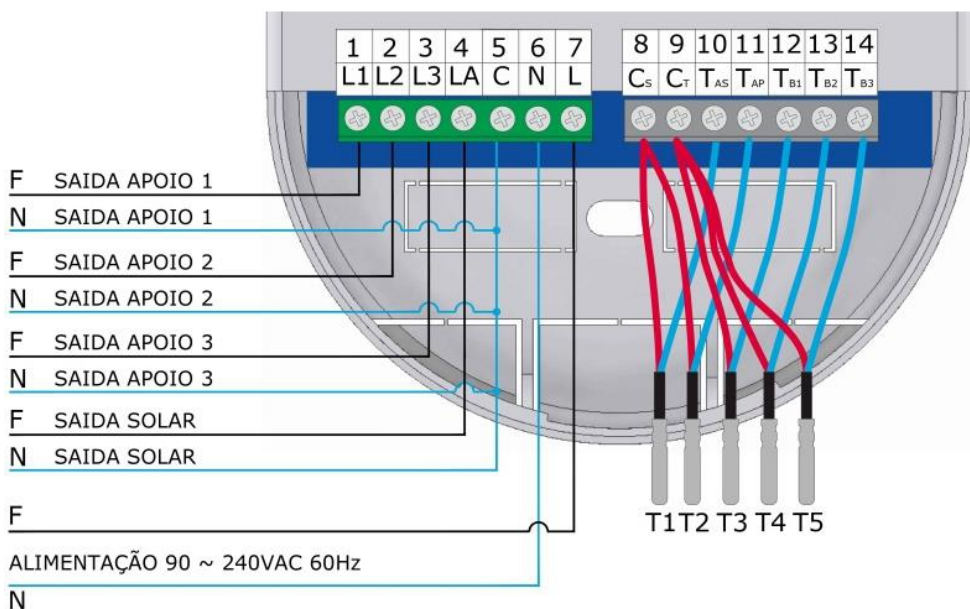 1 2 3 4 5 6 7
L1 L2 L3 LA C N L
8 9 10 11 12 13 14
Cs CT TAS TAP TB1 TB2 TB3
F SAIDA APOIO 1
N SAIDA APOIO 1
F SAIDA APOIO 2
N SAIDA APOIO 2
F SAIDA APOIO 3
N SAIDA APOIO 3
F SAIDA SOLAR
N SAIDA SOLAR
F
ALIMENTAÇÃO 90 ~ 240VAC 60Hz
N
T1 T2 T3 T4 T5